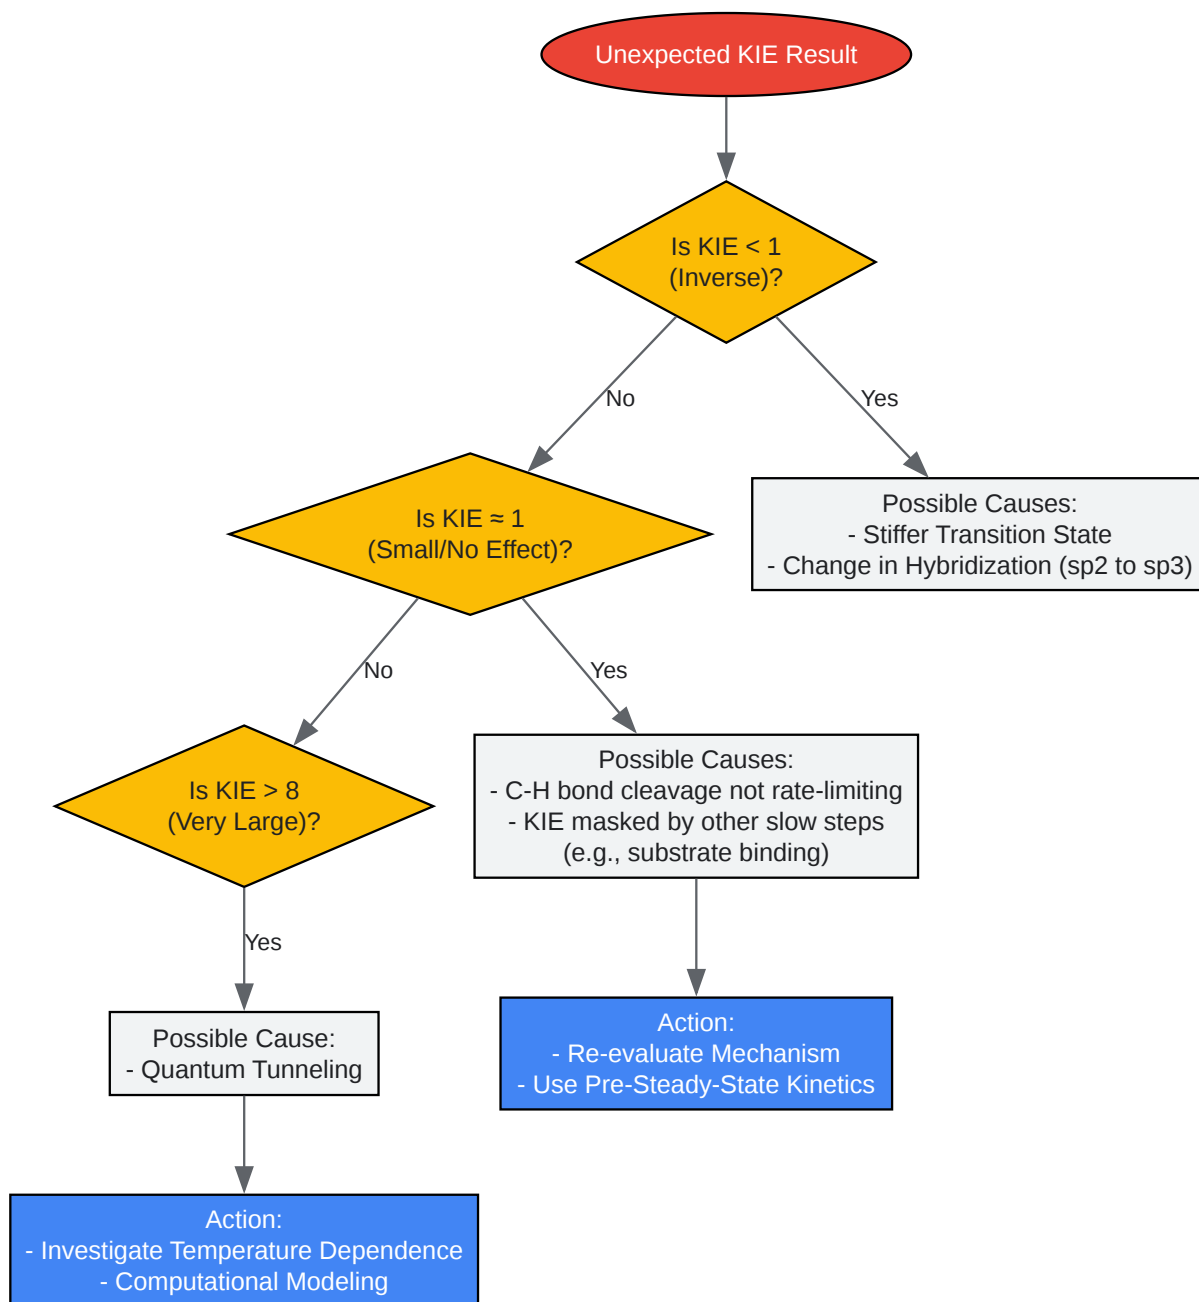 Unexpected KIE Result
Is KIE < 1
(Inverse)?
No
Yes
Is KIE ≈ 1
(Small/No Effect)?
Possible Causes:
- Stiffer Transition State
- Change in Hybridization (sp2 to sp3)
No
Yes
Is KIE > 8
(Very Large)?
Possible Causes:
- C-H bond cleavage not rate-limiting
- KIE masked by other slow steps
(e.g., substrate binding)
Yes
Possible Cause:
- Quantum Tunneling
Action:
- Re-evaluate Mechanism
- Use Pre-Steady-State Kinetics
Action:
- Investigate Temperature Dependence
- Computational Modeling